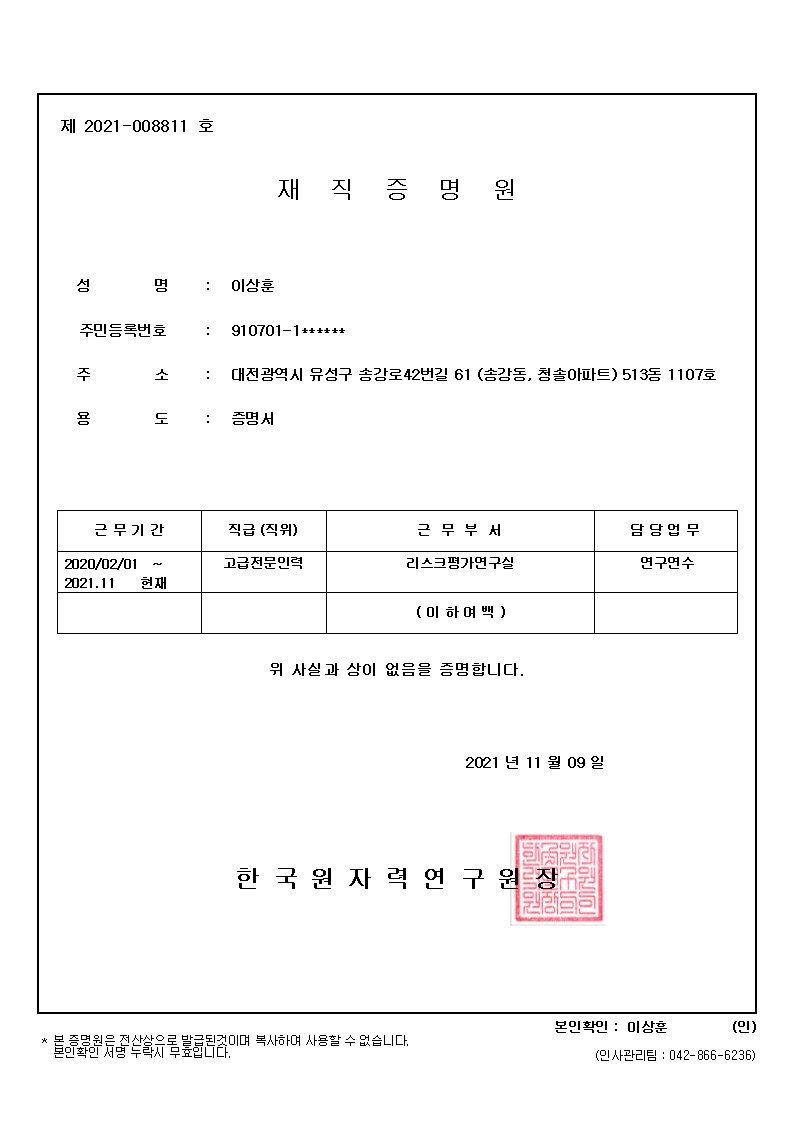 제 2021-008811 호
재 직 증 명 원
성 명 : 이상훈
주민등록번호 : 910701-1******
주 소 : 대전광역시 유성구 송강로42번길 61 (송강동, 청솔아파트) 513동 1107호
용 도 : 증명서
근 무 기 간 직급 (직위) 근 무 부 서 담 당 업 무
2020/02/01 ~ 고급전문인력 리스크평가연구실 연구연수
2021.11 현재
( 이 하 여 백 )
위 사실과 상이 없음을 증명합니다.
2021 년 11 월 09 일
한 국 원 자 력 연 구 원 장
본인확인 : 이상훈 (인)
* 본 증명원은 전산상으로 발급된것이며 복사하여 사용할 수 없습니다.
본인확인 서명 누락시 무효입니다.
(인사관리팀 : 042-866-6236)